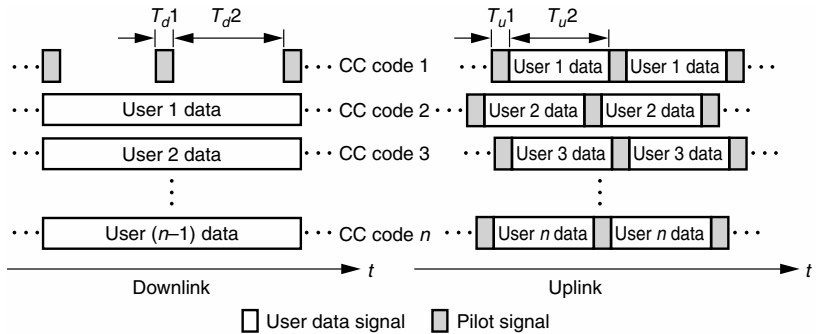 T_d1 T_d2 T_u1 T_u2
··· ··· CC code 1 ··· User 1 data User 1 data ···
··· User 1 data ··· CC code 2 ··· User 2 data User 2 data ···
··· User 2 data ··· CC code 3 ··· User 3 data User 3 data ···
··· User (n–1) data ··· CC code n ··· User n data User n data ···
t t
Downlink Uplink
User data signal Pilot signal